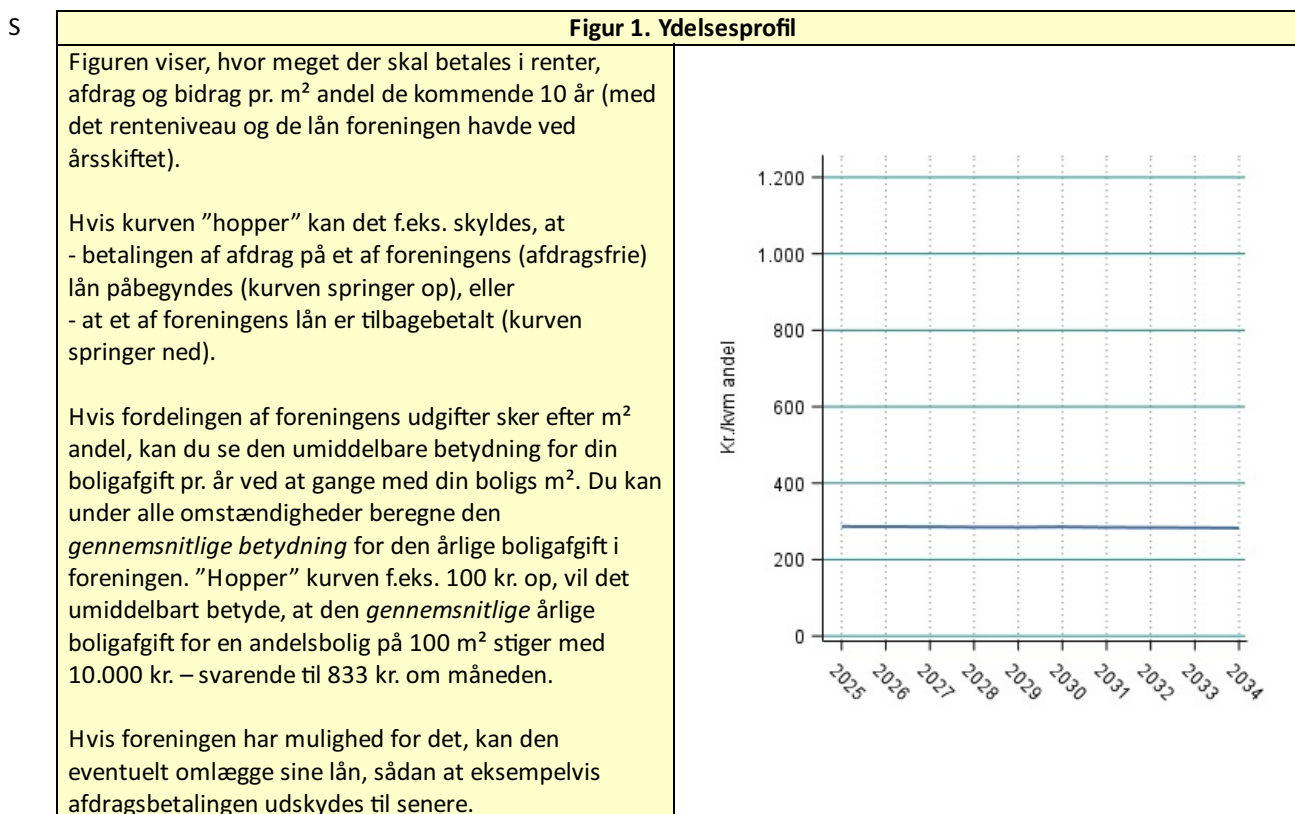 S
Figur 1. Ydelsesprofil
Figuren viser, hvor meget der skal betales i renter,
afdrag og bidrag pr. m² andel de kommende 10 år (med
det renteniveau og de lån foreningen havde ved
årsskiftet).
Hvis kurven ”hopper” kan det f.eks. skyldes, at
- betalingen af afdrag på et af foreningens (afdragsfrie)
lån påbegyndes (kurven springer op), eller
- at et af foreningens lån er tilbagebetalt (kurven
springer ned).
Hvis fordelingen af foreningens udgifter sker efter m²
andel, kan du se den umiddelbare betydning for din
boligafgift pr. år ved at gange med din boligs m². Du kan
under alle omstændigheder beregne den
gennemsnitlige betydning for den årlige boligafgift i
foreningen. ”Hopper” kurven f.eks. 100 kr. op, vil det
umiddelbart betyde, at den gennemsnitlige årlige
boligafgift for en andelsbolig på 100 m² stiger med
10.000 kr. – svarende til 833 kr. om måneden.
Hvis foreningen har mulighed for det, kan den
eventuelt omlægge sine lån, sådan at eksempelvis
afdragsbetalingen udskydes til senere.
Kr./kvm andel
1.200
1.000
800
600
400
200
0
2025
2026
2027
2028
2029
2030
2031
2032
2033
2034